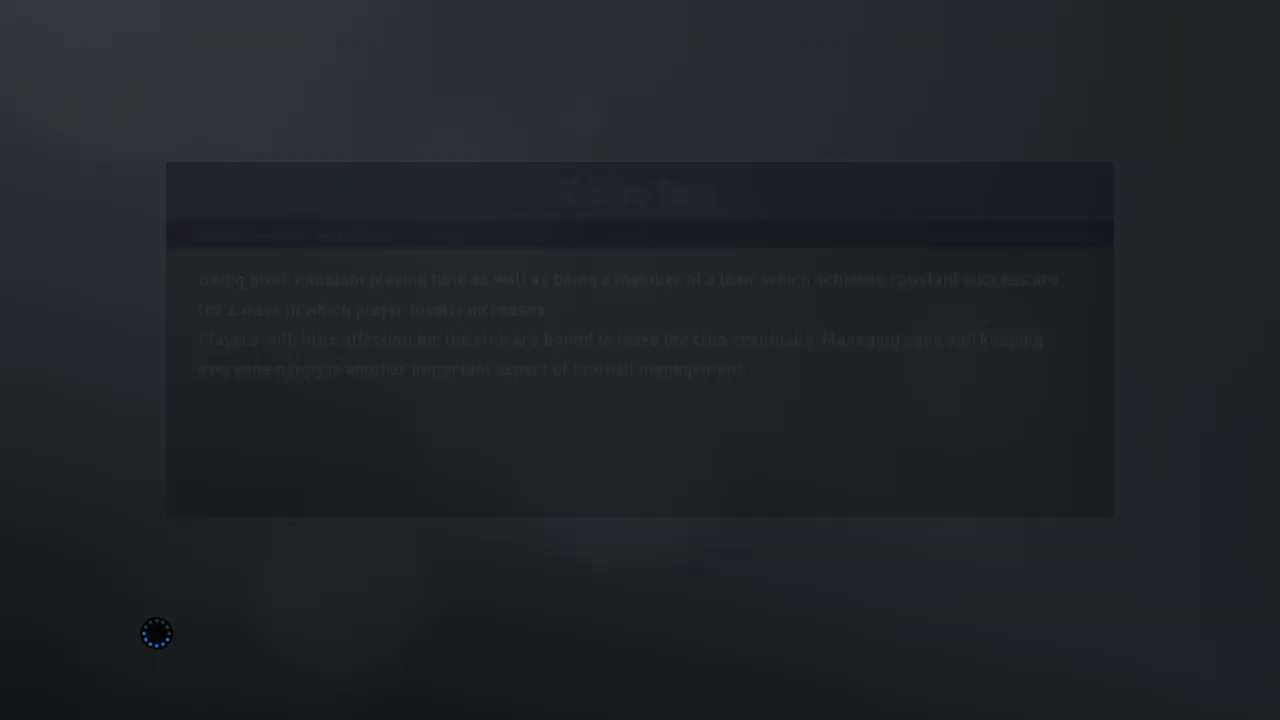 Being given constant playing time as well as being a member of a team which achieves constant success are
the 2 ways in which player loyalty increases.
Players with little affection for the club are bound to leave the club eventually. Managing egos and keeping
everyone happy is another important aspect of football management.